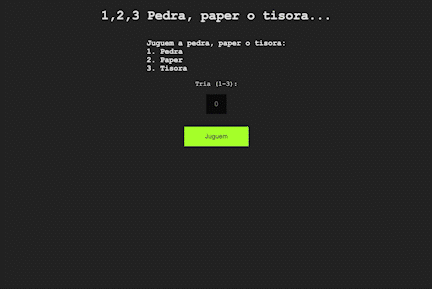 1,2,3 Pedra, paper o tisora...
Juguem a pedra, paper o tisora:
1. Pedra
2. Paper
3. Tisora
Tria (1-3):
0
Juguem